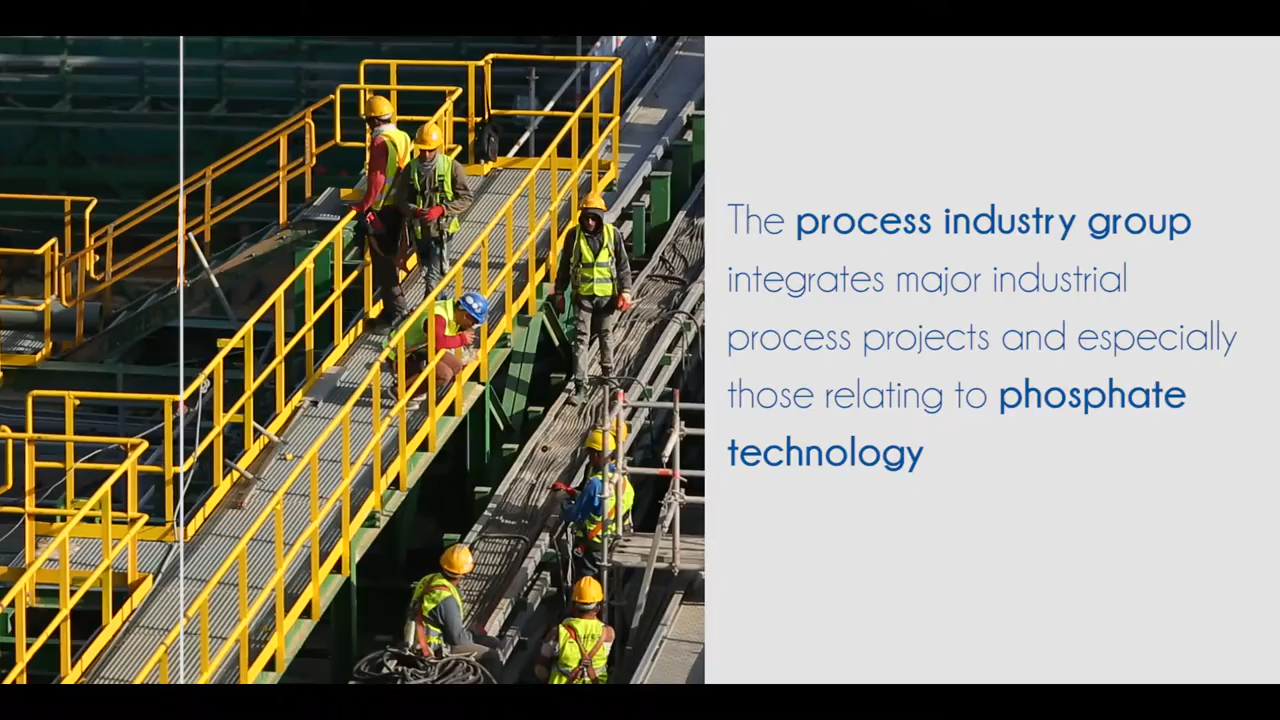 The process industry group
integrates major industrial
process projects and especially
those relating to phosphate
technology